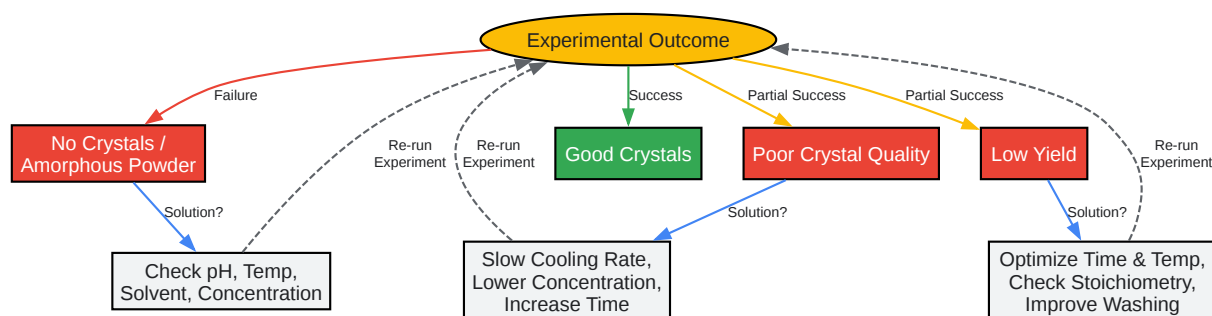 Experimental Outcome
Failure
Success
Partial Success
Partial Success
No Crystals /
Amorphous Powder
Re-run
Experiment
Re-run
Experiment
Good Crystals
Poor Crystal Quality
Low Yield
Re-run
Experiment
Solution?
Solution?
Solution?
Check pH, Temp,
Solvent, Concentration
Slow Cooling Rate,
Lower Concentration,
Increase Time
Optimize Time & Temp,
Check Stoichiometry,
Improve Washing